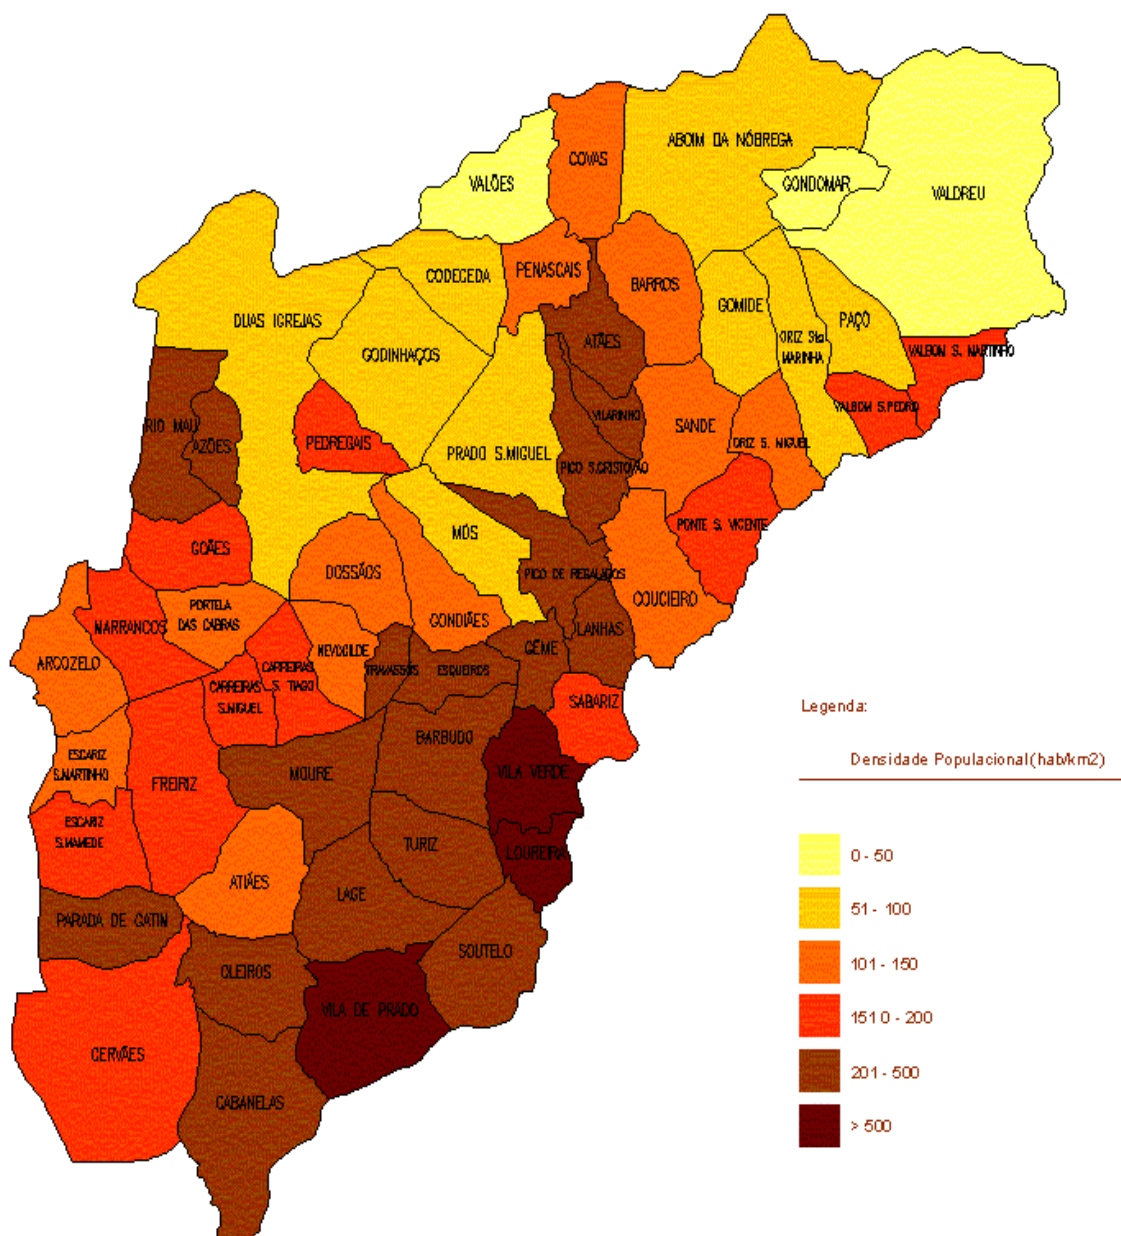 ABOIM DA NÓBREGA
COVAS
VALÕES
GONDOMAR
VALDREU
CODECEDA
PENASCAIS
BARROS
GOMIDE
PAÇÔ
DUAS IGREJAS
GODINHAÇOS
ATÃES
ORIZ Sta
MARINHA
VALBOM S. MARTINHO
VALBOM S.PEDRO
RIO MAU
AZÕES
PEDREGAIS
PRADO S.MIGUEL
VILARINHO
SANDE
ORIZ S. MIGUEL
PICO S.CRISTOVÃO
GOÃES
MÓS
PONTE S. VICENTE
DOSSÃOS
PICO DE REGALADOS
COUCIEIRO
PORTELA
DAS CABRAS
MARRANCOS
GONDIÃES
LANHAS
NEVOGILDE
GÊME
ARCOZELO
CARREIRAS
S. TIAGO
TRAVASSÓS
ESQUEIROS
CARREIRAS
S.MIGUEL
SABARIZ
ESCARIZ
S.MARTINHO
FREIRIZ
MOURE
BARBUDO
VILA VERDE
ESCARIZ
S.MAMEDE
TURIZ
LOUREIRA
ATIÃES
LAGE
PARADA DE GATIM
OLEIROS
SOUTELO
VILA DE PRADO
CERVÃES
CABANELAS
Legenda:
Densidade Populacional(hab/km2)
0 - 50
51 - 100
101 - 150
1510 - 200
201 - 500
> 500